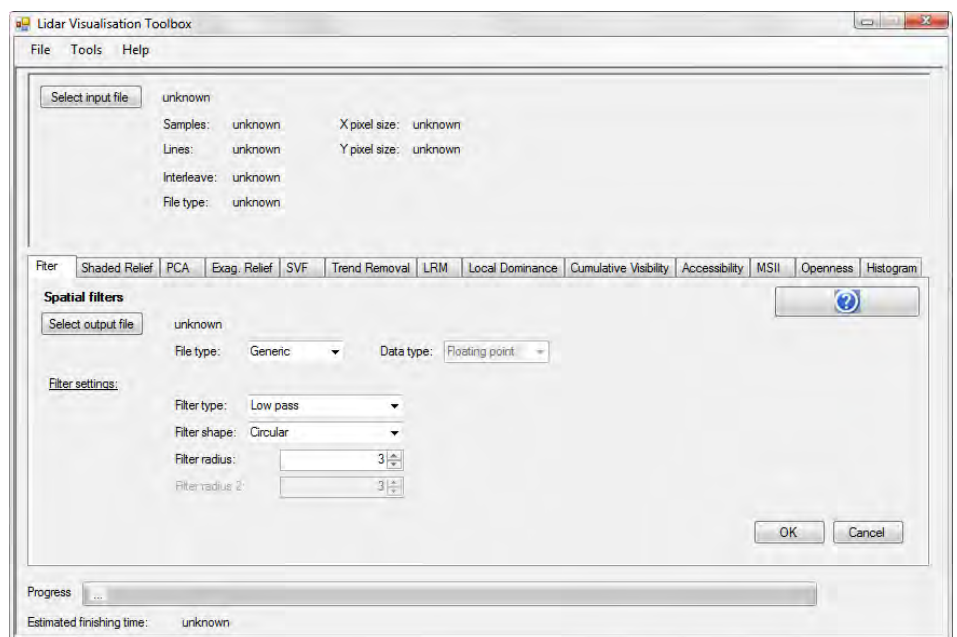 Lidar Visualisation Toolbox
File Tools Help
Select input file unknown
Samples: unknown X pixel size: unknown
Lines: unknown Y pixel size: unknown
Interleave: unknown
File type: unknown
Filter Shaded Relief PCA Exag. Relief SVF Trend Removal LRM Local Dominance Cumulative Visibility Accessibility MSII Openness Histogram
Spatial filters
?
Select output file unknown
File type: Generic Data type: Floating point
Filter settings:
Filter type: Low pass
Filter shape: Circular
Filter radius: 3
Filter radius 2: 3
OK Cancel
Progress ...
Estimated finishing time: unknown